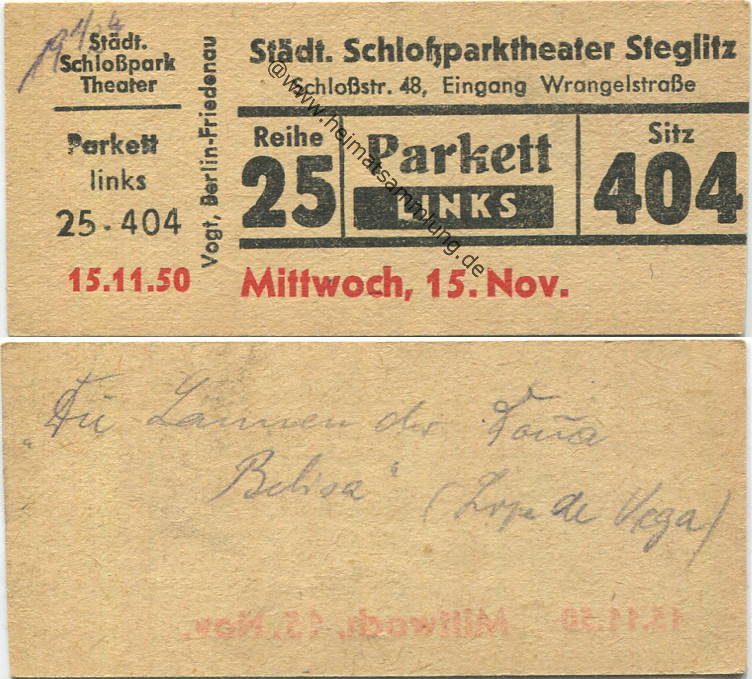 Städt.
Schloßpark
Theater
Parkett
links
25-404
15.11.50
Vogt, Berlin-Friedenau
Städt. Schloßparktheater Steglitz
Schloßstr. 48, Eingang Wrangelstraße
Reihe
25
Parkett
LINKS
Sitz
404
Mittwoch, 15. Nov.
@www.heimatsammlung.de
„Die Launen der Doña
Belisa“ (Lope de Vega)
15.11.50 Mittwoch, 15. Nov.